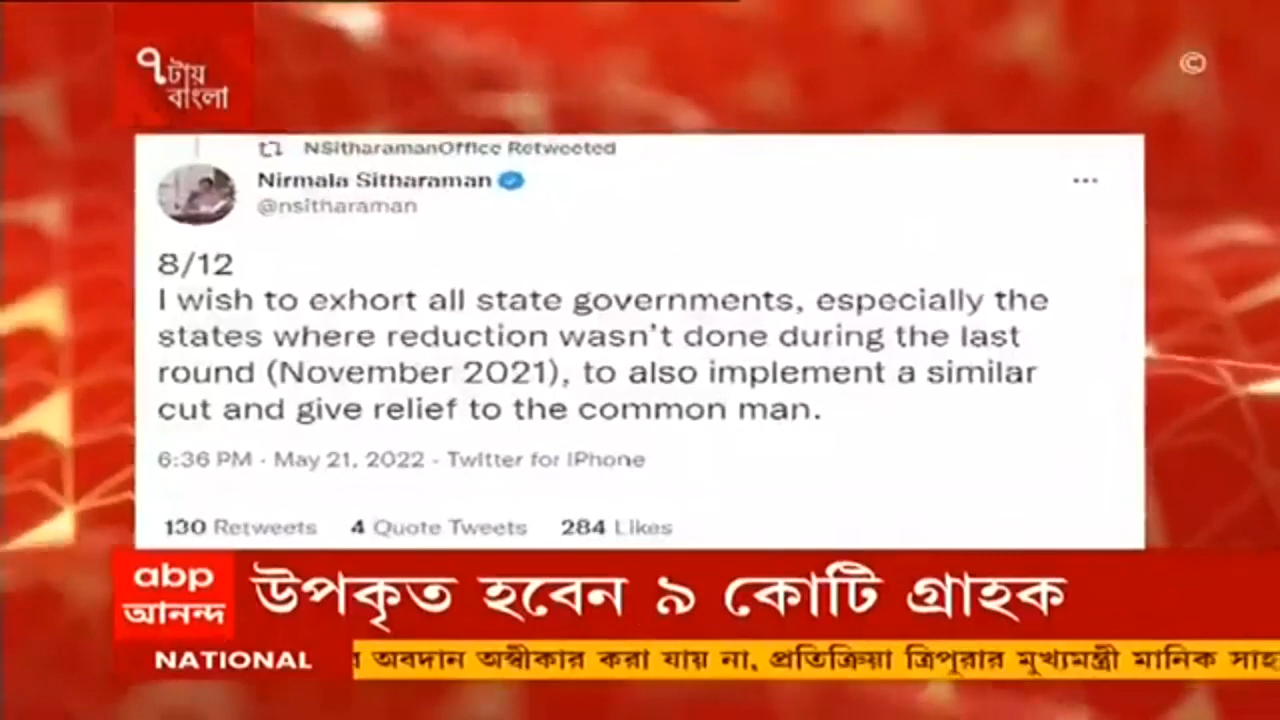 ৭টায়
বাংলা
©
NSitharamanOffice Retweeted
Nirmala Sitharaman
@nsitharaman
8/12
I wish to exhort all state governments, especially the
states where reduction wasn't done during the last
round (November 2021), to also implement a similar
cut and give relief to the common man.
6:36 PM · May 21, 2022 · Twitter for iPhone
130 Retweets 4 Quote Tweets 284 Likes
abp
আনন্দ
উপকৃত হবেন ৯ কোটি গ্রাহক
NATIONAL
অবদান অস্বীকার করা যায় না, প্রতিক্রিয়া ত্রিপুরার মুখ্যমন্ত্রী মানিক